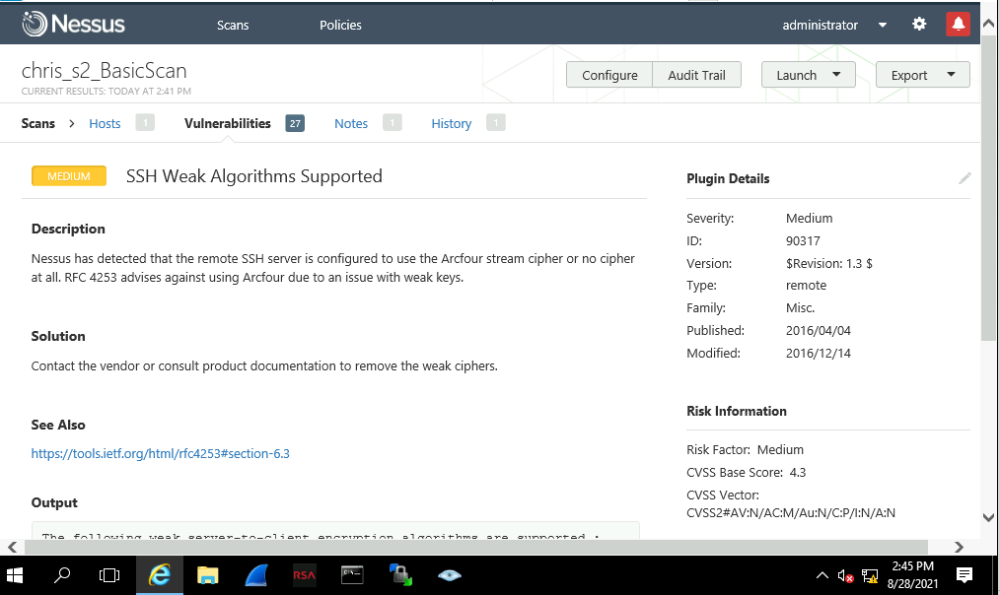 Nessus
Scans Policies administrator
chris_s2_BasicScan
CURRENT RESULTS: TODAY AT 2:41 PM
Configure Audit Trail Launch Export
Scans > Hosts 1 Vulnerabilities 27 Notes 1 History 1
MEDIUM SSH Weak Algorithms Supported
Description
Nessus has detected that the remote SSH server is configured to use the Arcfour stream cipher or no cipher
at all. RFC 4253 advises against using Arcfour due to an issue with weak keys.
Solution
Contact the vendor or consult product documentation to remove the weak ciphers.
See Also
https://tools.ietf.org/html/rfc4253#section-6.3
Output
The following weak server-to-client encryption algorithms are supported :
Plugin Details
Severity: Medium
ID: 90317
Version: $Revision: 1.3 $
Type: remote
Family: Misc.
Published: 2016/04/04
Modified: 2016/12/14
Risk Information
Risk Factor: Medium
CVSS Base Score: 4.3
CVSS Vector:
CVSS2#AV:N/AC:M/Au:N/C:P/I:N/A:N
RSA
2:45 PM
8/28/2021